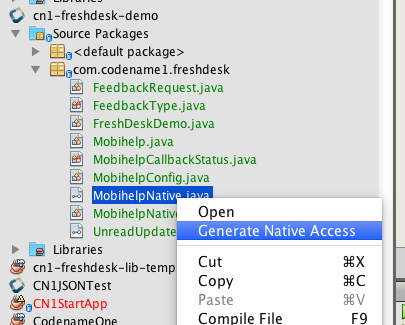 Libraries
cn1-freshdesk-demo
Source Packages
<default package>
com.codename1.freshdesk
FeedbackRequest.java
FeedbackType.java
FreshDeskDemo.java
Mobihelp.java
MobihelpCallbackStatus.java
MobihelpConfig.java
MobihelpNative.java
MobihelpNative
UnreadUpdate
Libraries
cn1-freshdesk-lib-temp
CN1JSONTest
CN1StartApp
CodenameOne
Open
Generate Native Access
Cut ⌘X
Copy ⌘C
Paste ⌘V
Compile File F9